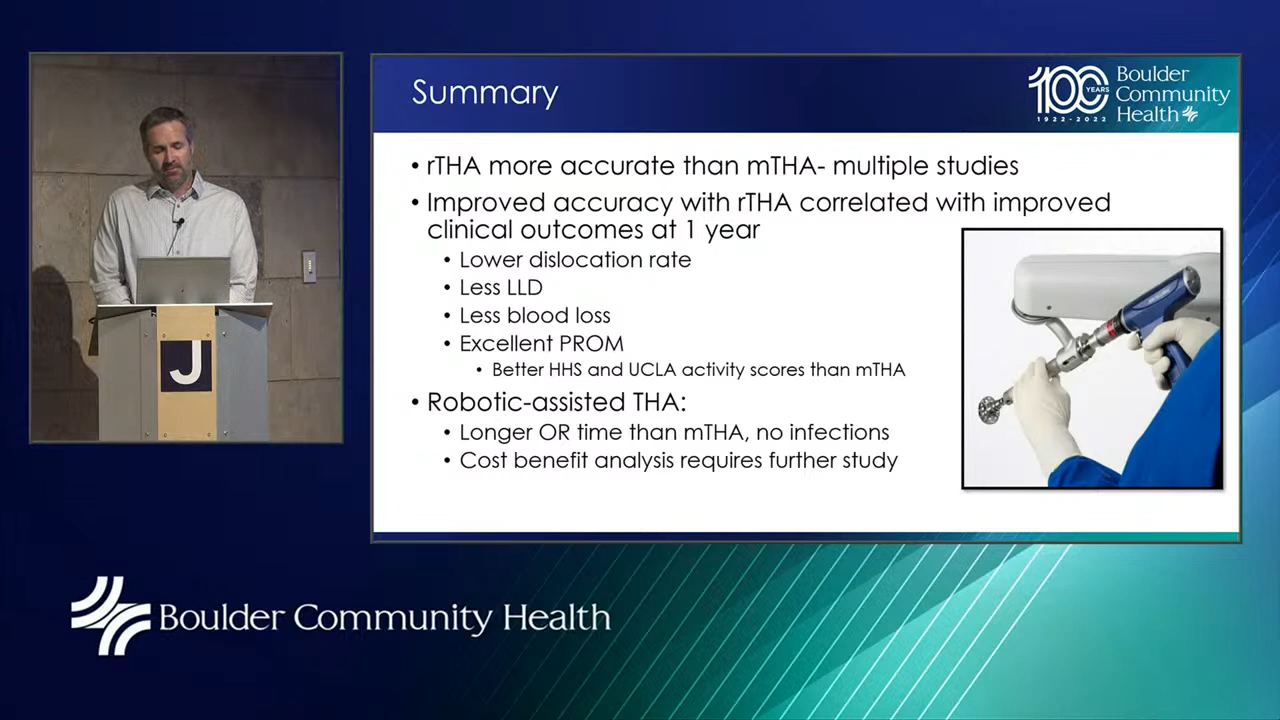 Summary
100 YEARS
1922-2022
Boulder
Community
Health
• rTHA more accurate than mTHA- multiple studies
• Improved accuracy with rTHA correlated with improved
clinical outcomes at 1 year
• Lower dislocation rate
• Less LLD
• Less blood loss
• Excellent PROM
• Better HHS and UCLA activity scores than mTHA
• Robotic-assisted THA:
• Longer OR time than mTHA, no infections
• Cost benefit analysis requires further study
J
Boulder Community Health